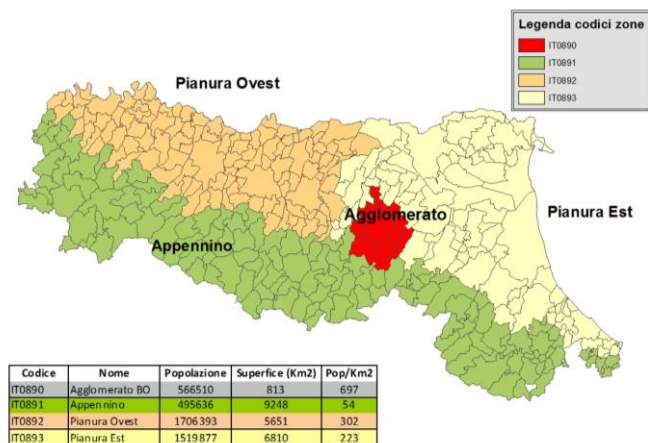 Legenda codici zone
IT0890
IT0891
IT0892
IT0893
Pianura Ovest
Agglomerato
Pianura Est
Appennino
Codice Nome Popolazione Superfice (Km2) Pop/Km2
IT0890 Agglomerato BO 566510 813 697
IT0891 Appennino 495636 9248 54
IT0892 Pianura Ovest 1706393 5651 302
IT0893 Pianura Est 1519877 6810 223